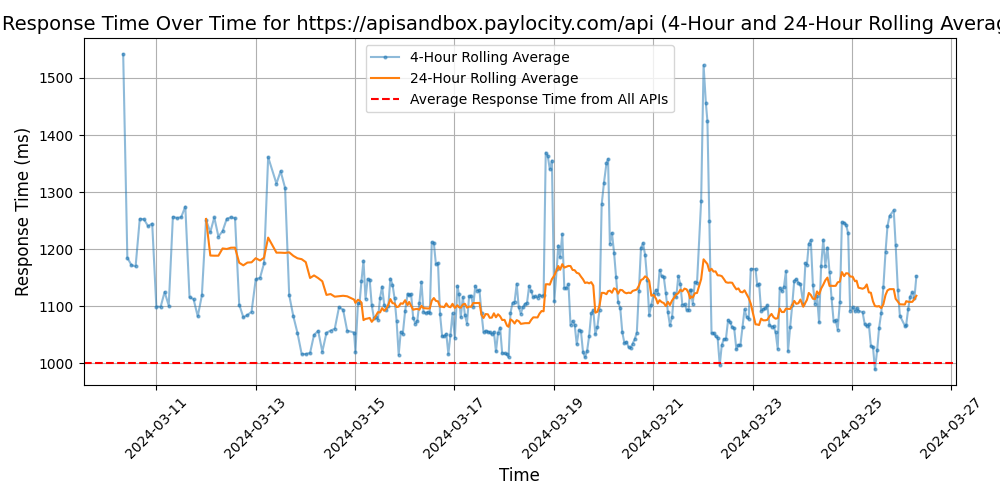 Response Time Over Time for https://apisandbox.paylocity.com/api (4-Hour and 24-Hour Rolling
4-Hour Rolling Average
24-Hour Rolling Average
Average Response Time from All APIs
Response Time (ms)
1500
1400
1300
1200
1100
1000
2024-03-11
2024-03-13
2024-03-15
2024-03-17
2024-03-19
2024-03-21
2024-03-23
2024-03-25
2024-03-27
Time